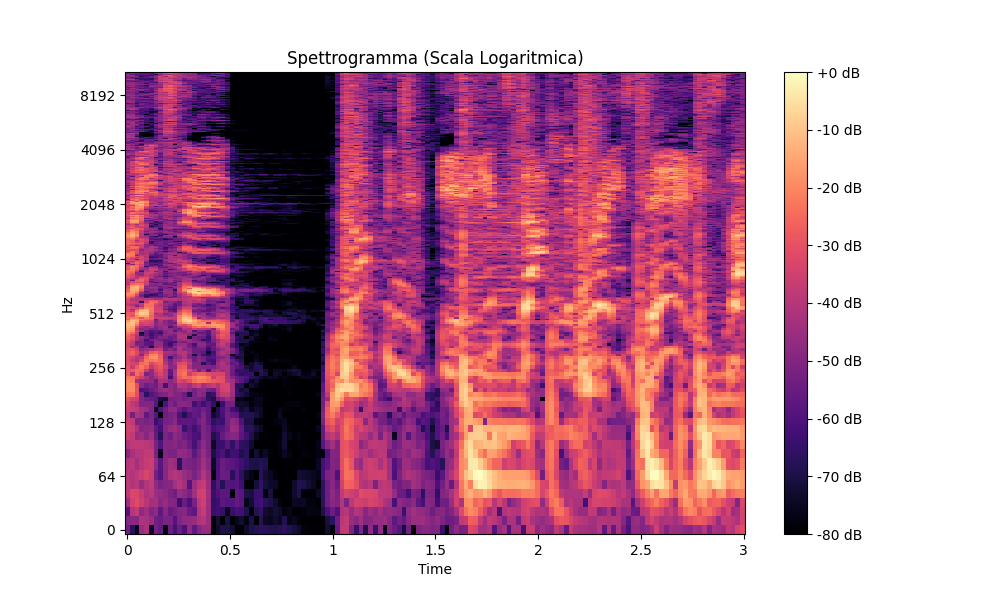 Spettrogramma (Scala Logaritmica)
Hz
8192
4096
2048
1024
512
256
128
64
0
0
0.5
1
1.5
2
2.5
3
Time
+0 dB
-10 dB
-20 dB
-30 dB
-40 dB
-50 dB
-60 dB
-70 dB
-80 dB